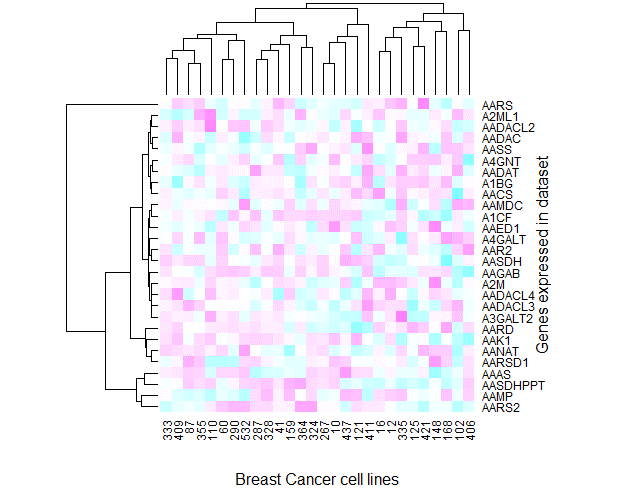 AARS
A2ML1
AADACL2
AADAC
AASS
A4GNT
AADAT
A1BG
AACS
AAMDC
A1CF
AAED1
A4GALT
AAR2
AASDH
AAGAB
A2M
AADACL4
AADACL3
A3GALT2
AARD
AAK1
AANAT
AARSD1
AAAS
AASDHPPT
AAMP
AARS2
Genes expressed in dataset
333 409 87 355 110 60 290 532 287 328 41 159 364 324 267 10 437 121 411 16 12 335 125 421 148 168 102 406
Breast Cancer cell lines